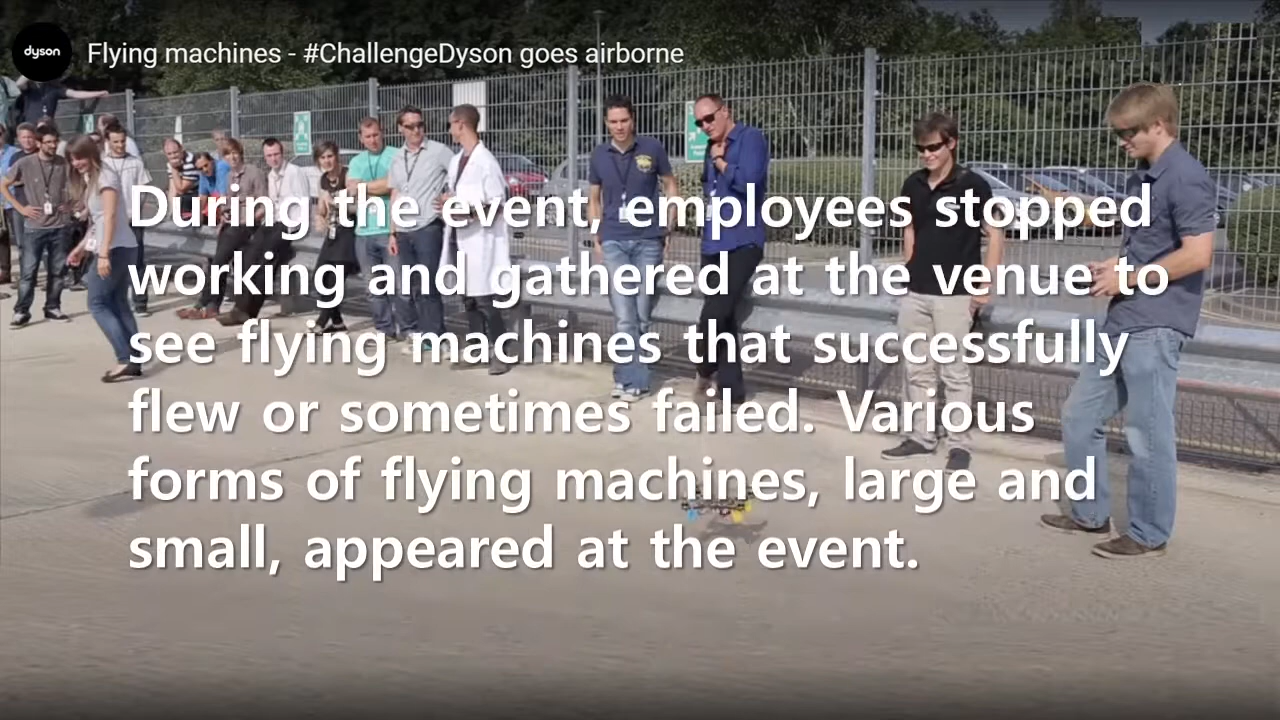 dyson
Flying machines - #ChallengeDyson goes airborne
During the event, employees stopped
working and gathered at the venue to
see flying machines that successfully
flew or sometimes failed. Various
forms of flying machines, large and
small, appeared at the event.